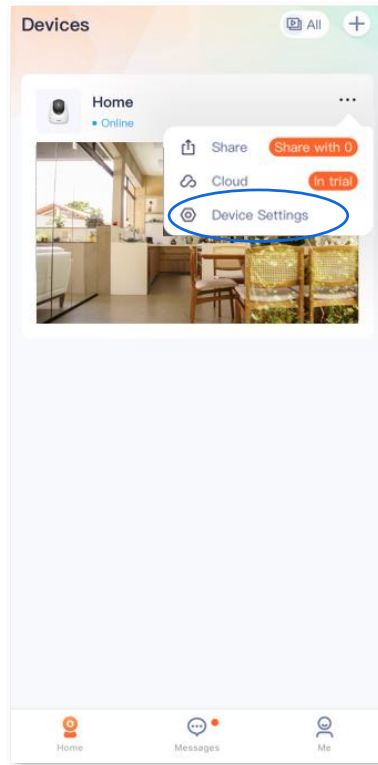 Devices
All
Home
Online
Share Share with 0
Cloud In trial
Device Settings
Home Messages Me